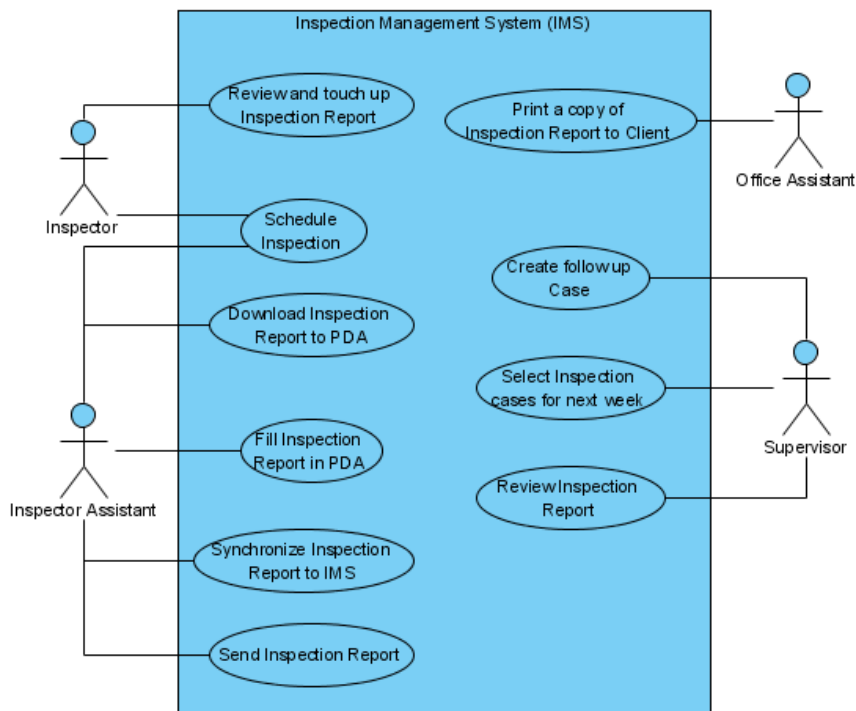 Inspection Management System (IMS)
Review and touch up
Inspection Report
Print a copy of
Inspection Report to Client
Office Assistant
Inspector
Schedule
Inspection
Create follow up
Case
Download Inspection
Report to PDA
Select Inspection
cases for next week
Supervisor
Fill Inspection
Report in PDA
Inspector Assistant
Review Inspection
Report
Synchronize Inspection
Report to IMS
Send Inspection Report